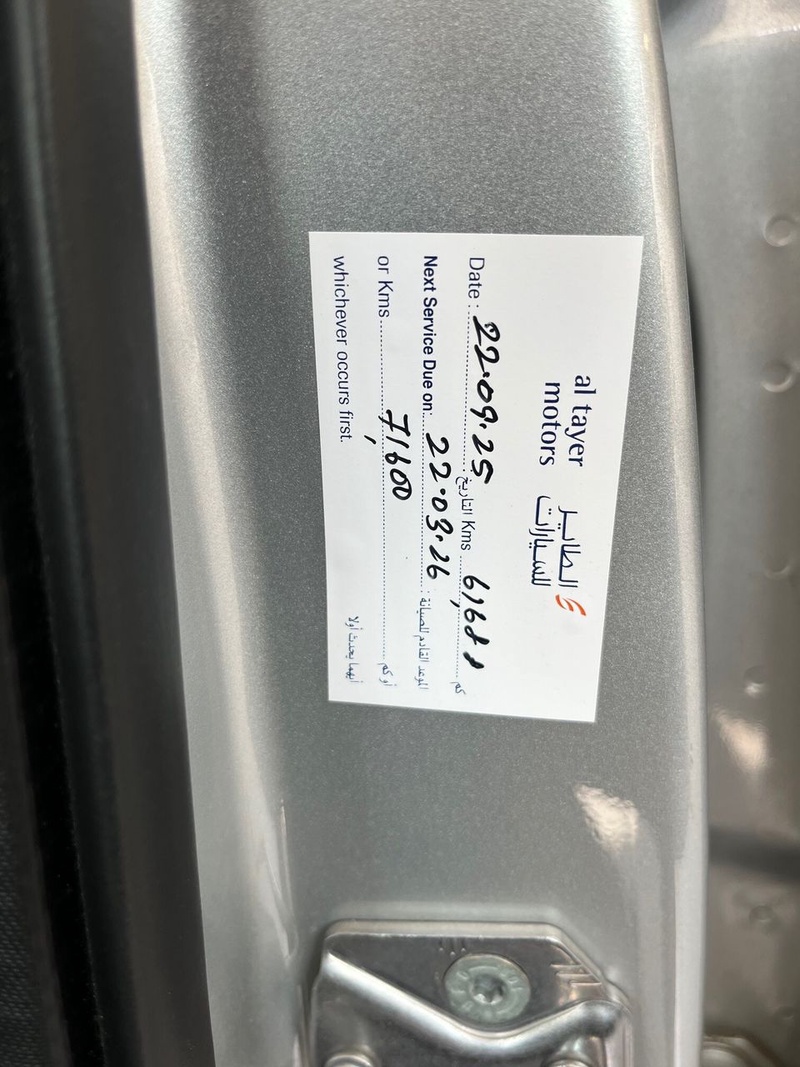 al tayer الطاير
motors للسيارات
Date : 22.09.25 التاريخ Kms 61,688 كم
Next Service Due on: 22.03.26 الموعد القادم للصيانة :
or Kms 71,600 أو كم
whichever occurs first. أيهما يحدث أولا